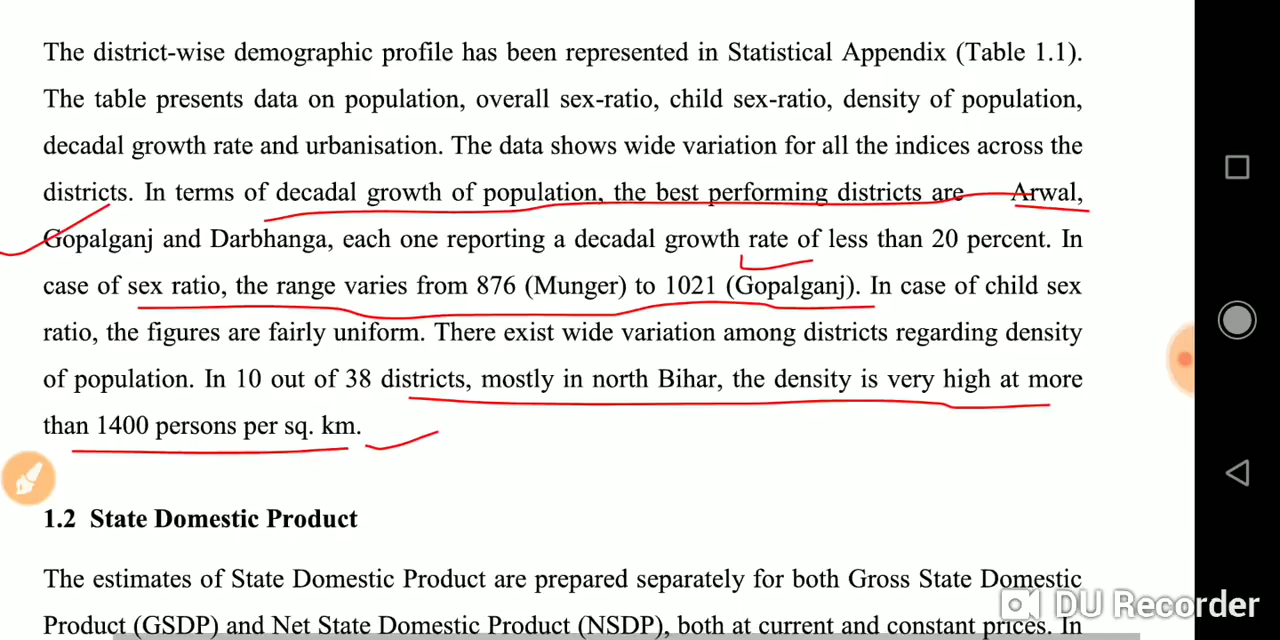 The district-wise demographic profile has been represented in Statistical Appendix (Table 1.1).
The table presents data on population, overall sex-ratio, child sex-ratio, density of population,
decadal growth rate and urbanisation. The data shows wide variation for all the indices across the
districts. In terms of decadal growth of population, the best performing districts are Arwal,
Gopalganj and Darbhanga, each one reporting a decadal growth rate of less than 20 percent. In
case of sex ratio, the range varies from 876 (Munger) to 1021 (Gopalganj). In case of child sex
ratio, the figures are fairly uniform. There exist wide variation among districts regarding density
of population. In 10 out of 38 districts, mostly in north Bihar, the density is very high at more
than 1400 persons per sq. km.
1.2 State Domestic Product
The estimates of State Domestic Product are prepared separately for both Gross State Domestic
Product (GSDP) and Net State Domestic Product (NSDP), both at current and constant prices. In
DU Recorder